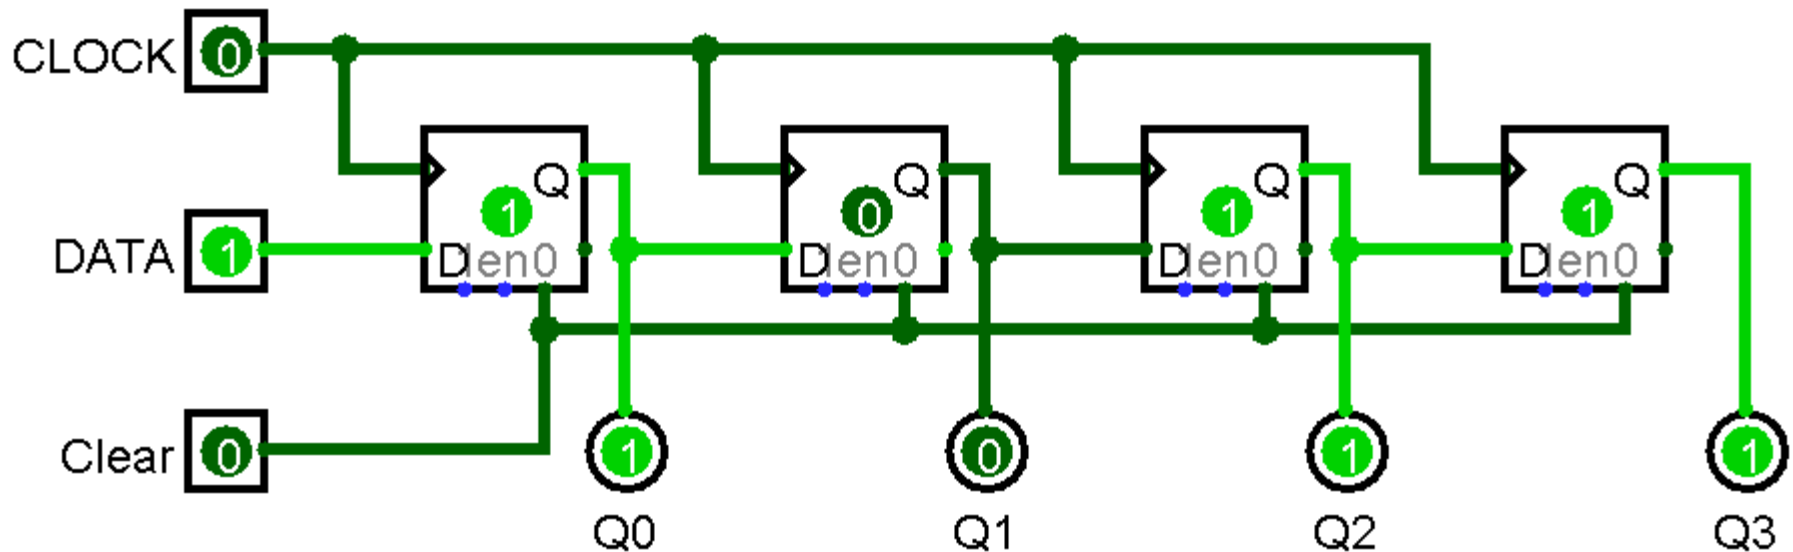 CLOCK 0
Q Q Q Q
1 0 1 1
DATA 1
D en0 D en0 D en0 D en0
Clear 0
1 0 1 1
Q0 Q1 Q2 Q3